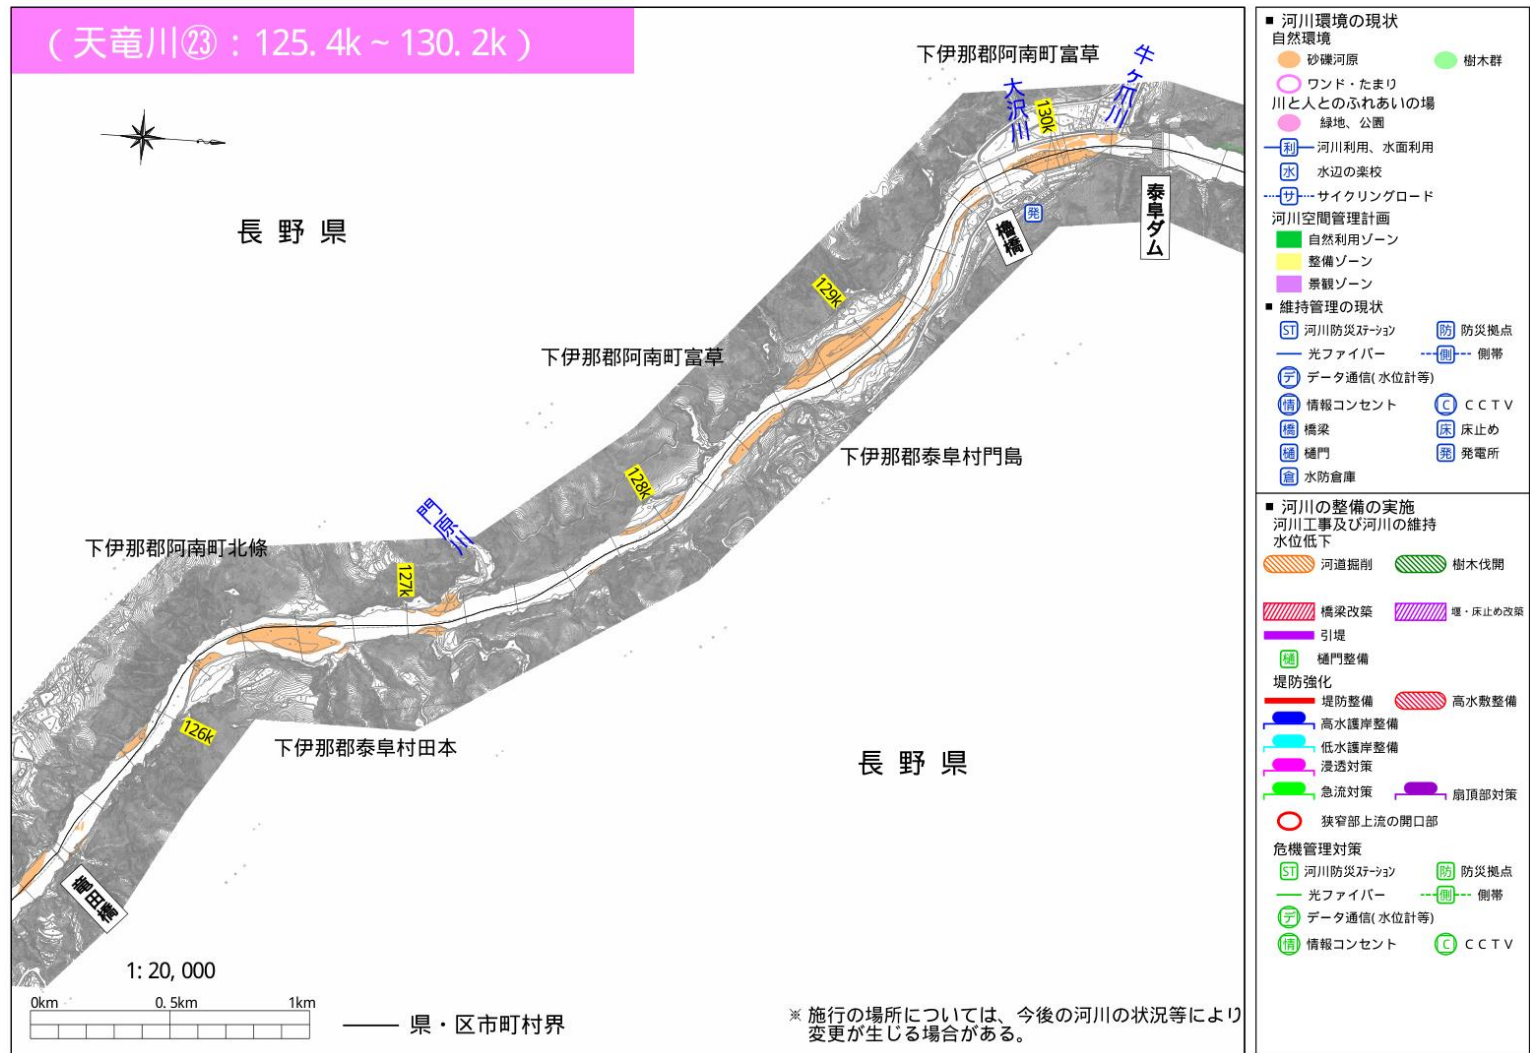 （天竜川㉓：125.4k～130.2k）
下伊那郡阿南町富草
牛ヶ爪川
大沢川
130k
泰阜ダム
発
櫓橋
長野県
129k
下伊那郡阿南町富草
下伊那郡泰阜村門島
128k
門原川
下伊那郡阿南町北條
127k
126k
下伊那郡泰阜村田本
長野県
竜田橋
1:20,000
0km 0.5km 1km
県・区市町村界
※ 施行の場所については、今後の河川の状況等により
変更が生じる場合がある。
■ 河川環境の現状
自然環境
砂礫河原 樹木群
ワンド・たまり
川と人とのふれあいの場
緑地、公園
利 河川利用、水面利用
水 水辺の楽校
サ サイクリングロード
河川空間管理計画
自然利用ゾーン
整備ゾーン
景観ゾーン
■ 維持管理の現状
ST 河川防災ステーション 防 防災拠点
光ファイバー 側 側帯
デ データ通信(水位計等)
情 情報コンセント C CCTV
橋 橋梁 床 床止め
樋 樋門 発 発電所
倉 水防倉庫
■ 河川の整備の実施
河川工事及び河川の維持
水位低下
河道掘削 樹木伐開
橋梁改築 堰・床止め改築
引堤
樋 樋門整備
堤防強化
堤防整備 高水敷整備
高水護岸整備
低水護岸整備
浸透対策
急流対策 扇頂部対策
狭窄部上流の開口部
危機管理対策
ST 河川防災ステーション 防 防災拠点
光ファイバー 側 側帯
デ データ通信(水位計等)
情 情報コンセント C CCTV